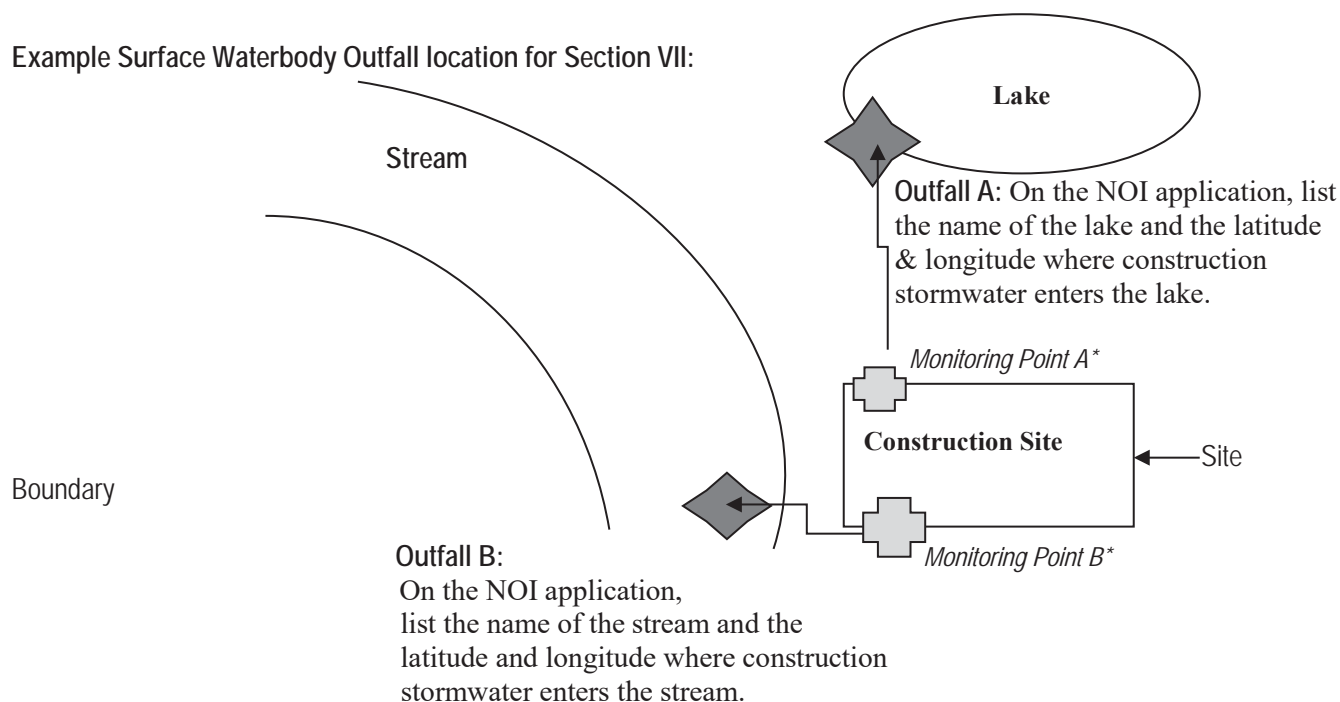 Example Surface Waterbody Outfall location for Section VII:
Lake
Stream
Outfall A: On the NOI application, list
the name of the lake and the latitude
& longitude where construction
stormwater enters the lake.
Monitoring Point A*
Construction Site
Site
Boundary
Monitoring Point B*
Outfall B:
On the NOI application,
list the name of the stream and the
latitude and longitude where construction
stormwater enters the stream.